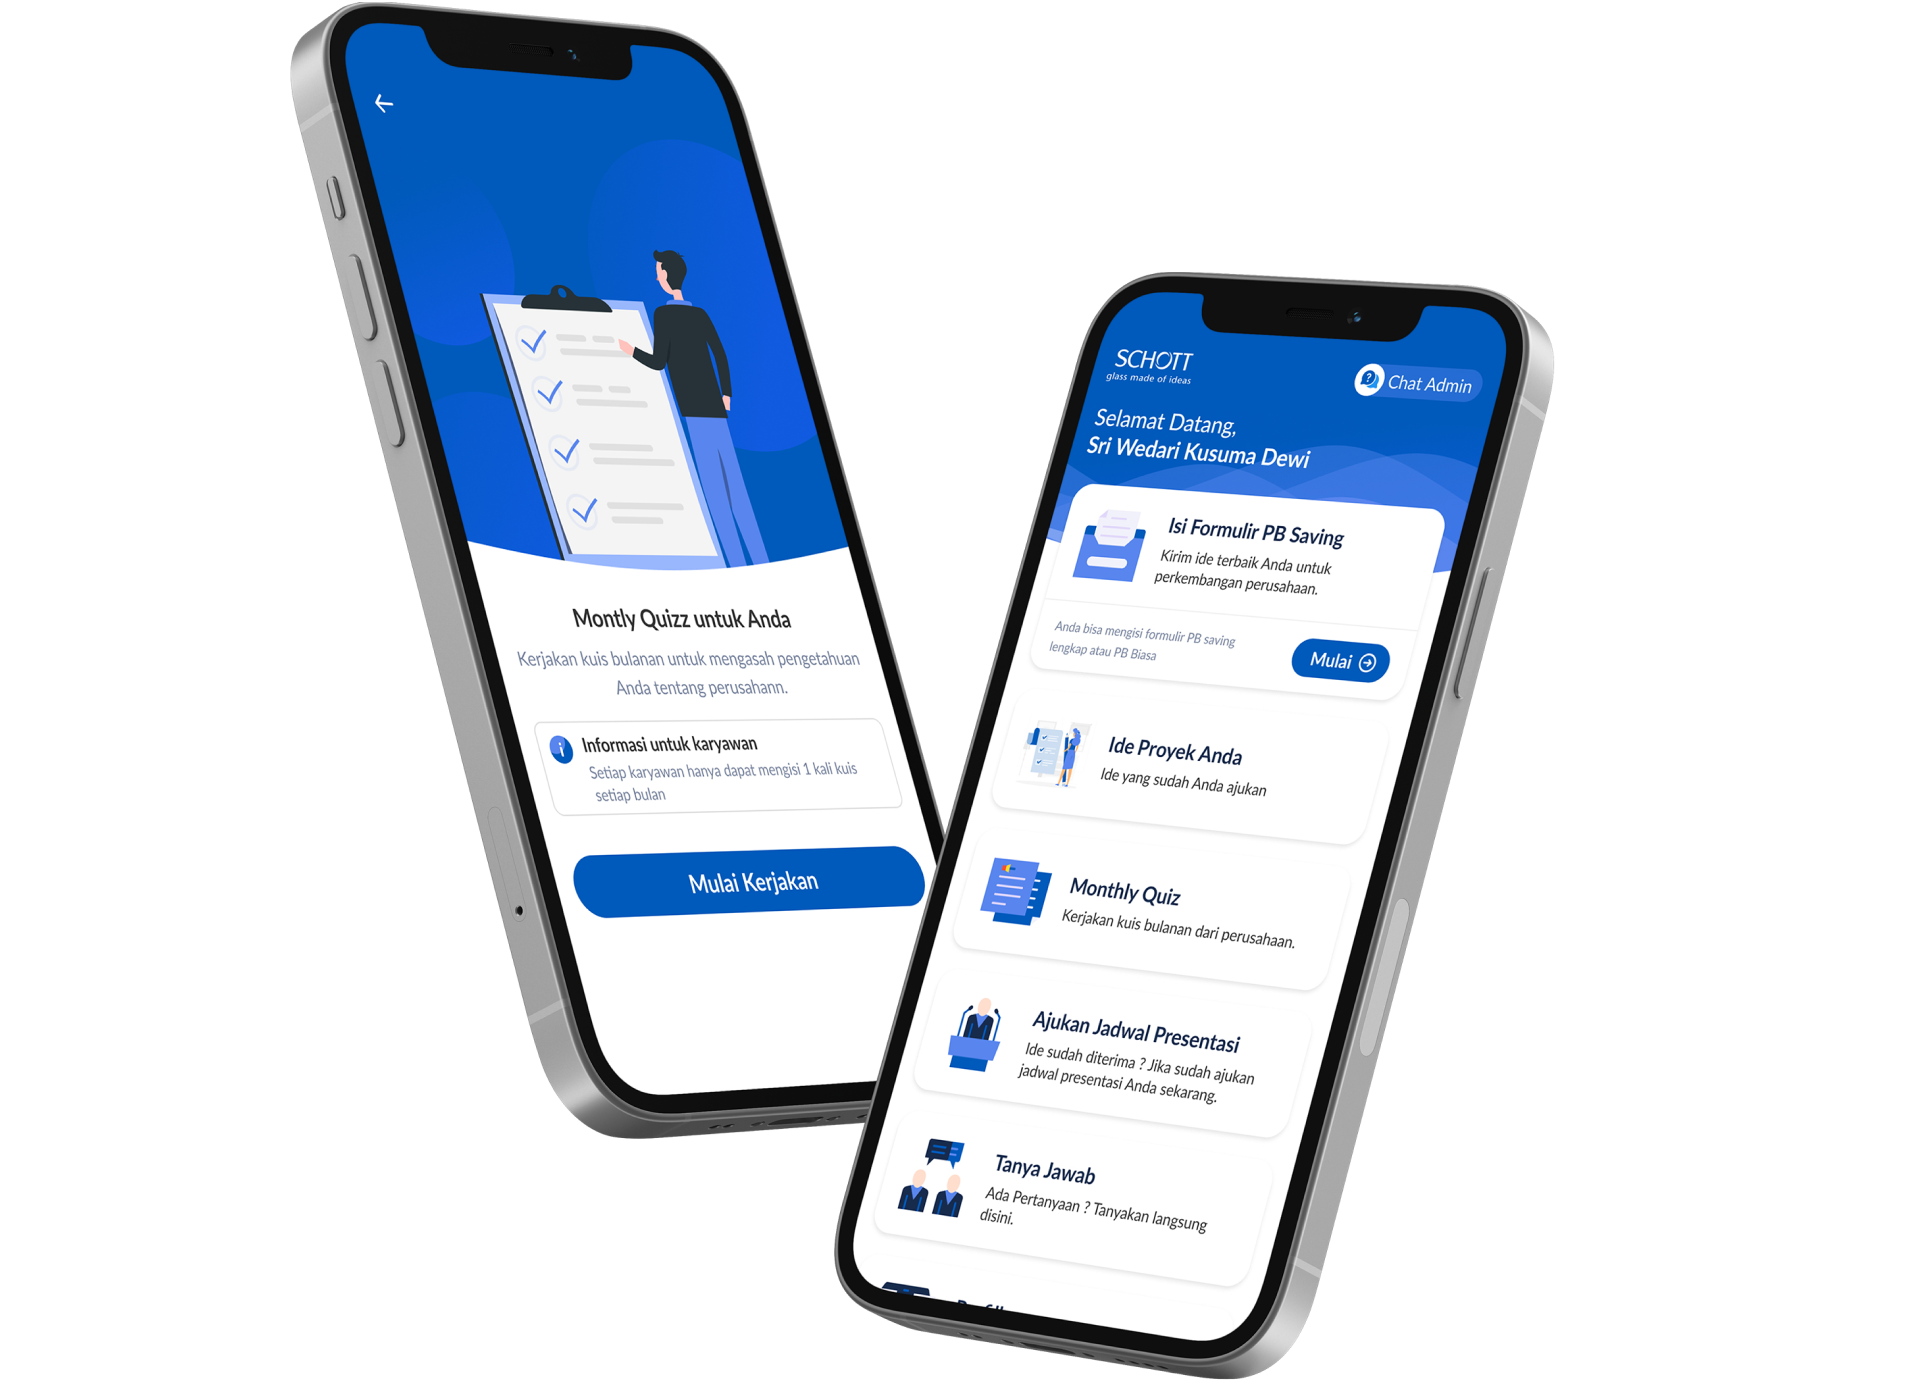 Montly Quizz untuk Anda
Kerjakan kuis bulanan untuk mengasah pengetahuan
Anda tentang perusahann.
Informasi untuk karyawan
Setiap karyawan hanya dapat mengisi 1 kali kuis
setiap bulan
Mulai Kerjakan
SCHOTT
glass made of ideas
Chat Admin
Selamat Datang,
Sri Wedari Kusuma Dewi
Isi Formulir PB Saving
Kirim ide terbaik Anda untuk
perkembangan perusahaan.
Anda bisa mengisi formulir PB saving
lengkap atau PB Biasa
Mulai
Ide Proyek Anda
Ide yang sudah Anda ajukan
Monthly Quiz
Kerjakan kuis bulanan dari perusahaan.
Ajukan Jadwal Presentasi
Ide sudah diterima ? Jika sudah ajukan
jadwal presentasi Anda sekarang.
Tanya Jawab
Ada Pertanyaan ? Tanyakan langsung
disini.